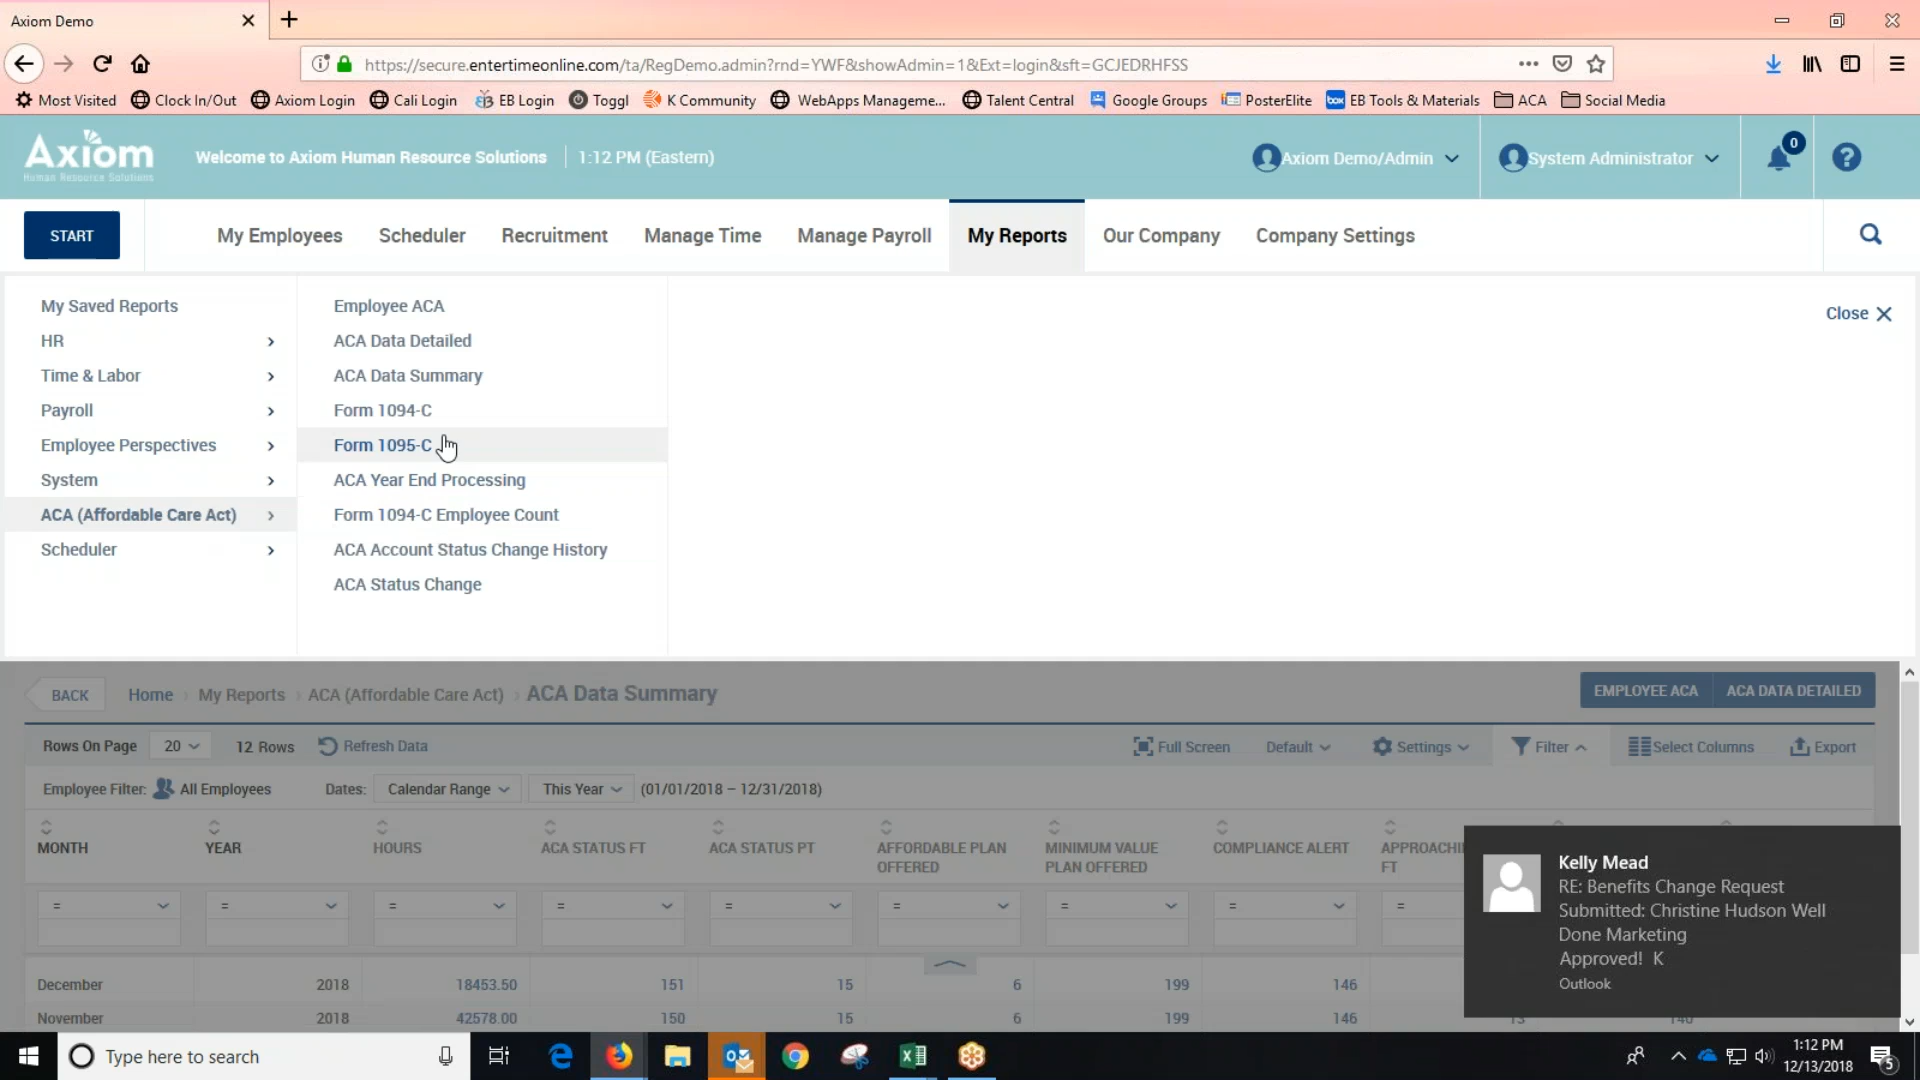 Axiom Demo
https://secure.entertimeonline.com/ta/RegDemo.admin?rnd=YWF&showAdmin=1&Ext=login&sft=GCJEDRHFSS
Most Visited Clock In/Out Axiom Login Cali Login EB Login Toggl K Community WebApps Manageme... Talent Central Google Groups PosterElite box EB Tools & Materials ACA Social Media
Axiom
Human Resource Solutions
Welcome to Axiom Human Resource Solutions 1:12 PM (Eastern)
Axiom Demo/Admin
System Administrator
0
?
START
My Employees Scheduler Recruitment Manage Time Manage Payroll My Reports Our Company Company Settings
My Saved Reports
HR
Time & Labor
Payroll
Employee Perspectives
System
ACA (Affordable Care Act)
Scheduler
Employee ACA
ACA Data Detailed
ACA Data Summary
Form 1094-C
Form 1095-C
ACA Year End Processing
Form 1094-C Employee Count
ACA Account Status Change History
ACA Status Change
Close
BACK Home My Reports ACA (Affordable Care Act) ACA Data Summary
EMPLOYEE ACA ACA DATA DETAILED
Rows On Page 20 12 Rows Refresh Data Full Screen Default Settings Filter Select Columns Export
Employee Filter: All Employees Dates: Calendar Range This Year (01/01/2018 – 12/31/2018)
MONTH YEAR HOURS ACA STATUS FT ACA STATUS PT AFFORDABLE PLAN OFFERED MINIMUM VALUE PLAN OFFERED COMPLIANCE ALERT FT
= = = = = = = = =
December 2018 18453.50 151 15 6 199 146
November 2018 42578.00 150 15 6 199 146
Kelly Mead
RE: Benefits Change Request
Submitted: Christine Hudson Well
Done Marketing
Approved! K
Outlook
Type here to search
1:12 PM
12/13/2018
5